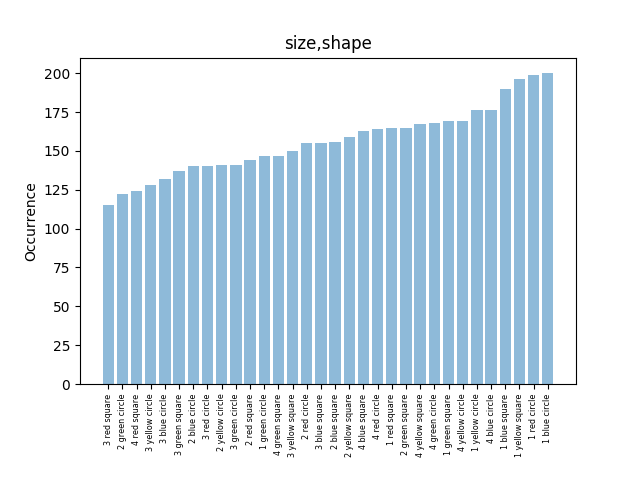 size,shape
Occurrence
200
175
150
125
100
75
50
25
0
3 red square
2 green circle
4 red square
3 yellow circle
3 blue circle
3 green square
2 blue circle
3 red circle
2 yellow circle
3 green circle
2 red square
1 green circle
4 green square
3 yellow square
2 red circle
3 blue square
2 blue square
2 yellow square
4 blue square
4 red circle
1 red square
2 green square
4 yellow square
4 green circle
1 green square
4 yellow circle
1 yellow circle
4 blue circle
1 blue square
1 yellow square
1 red circle
1 blue circle